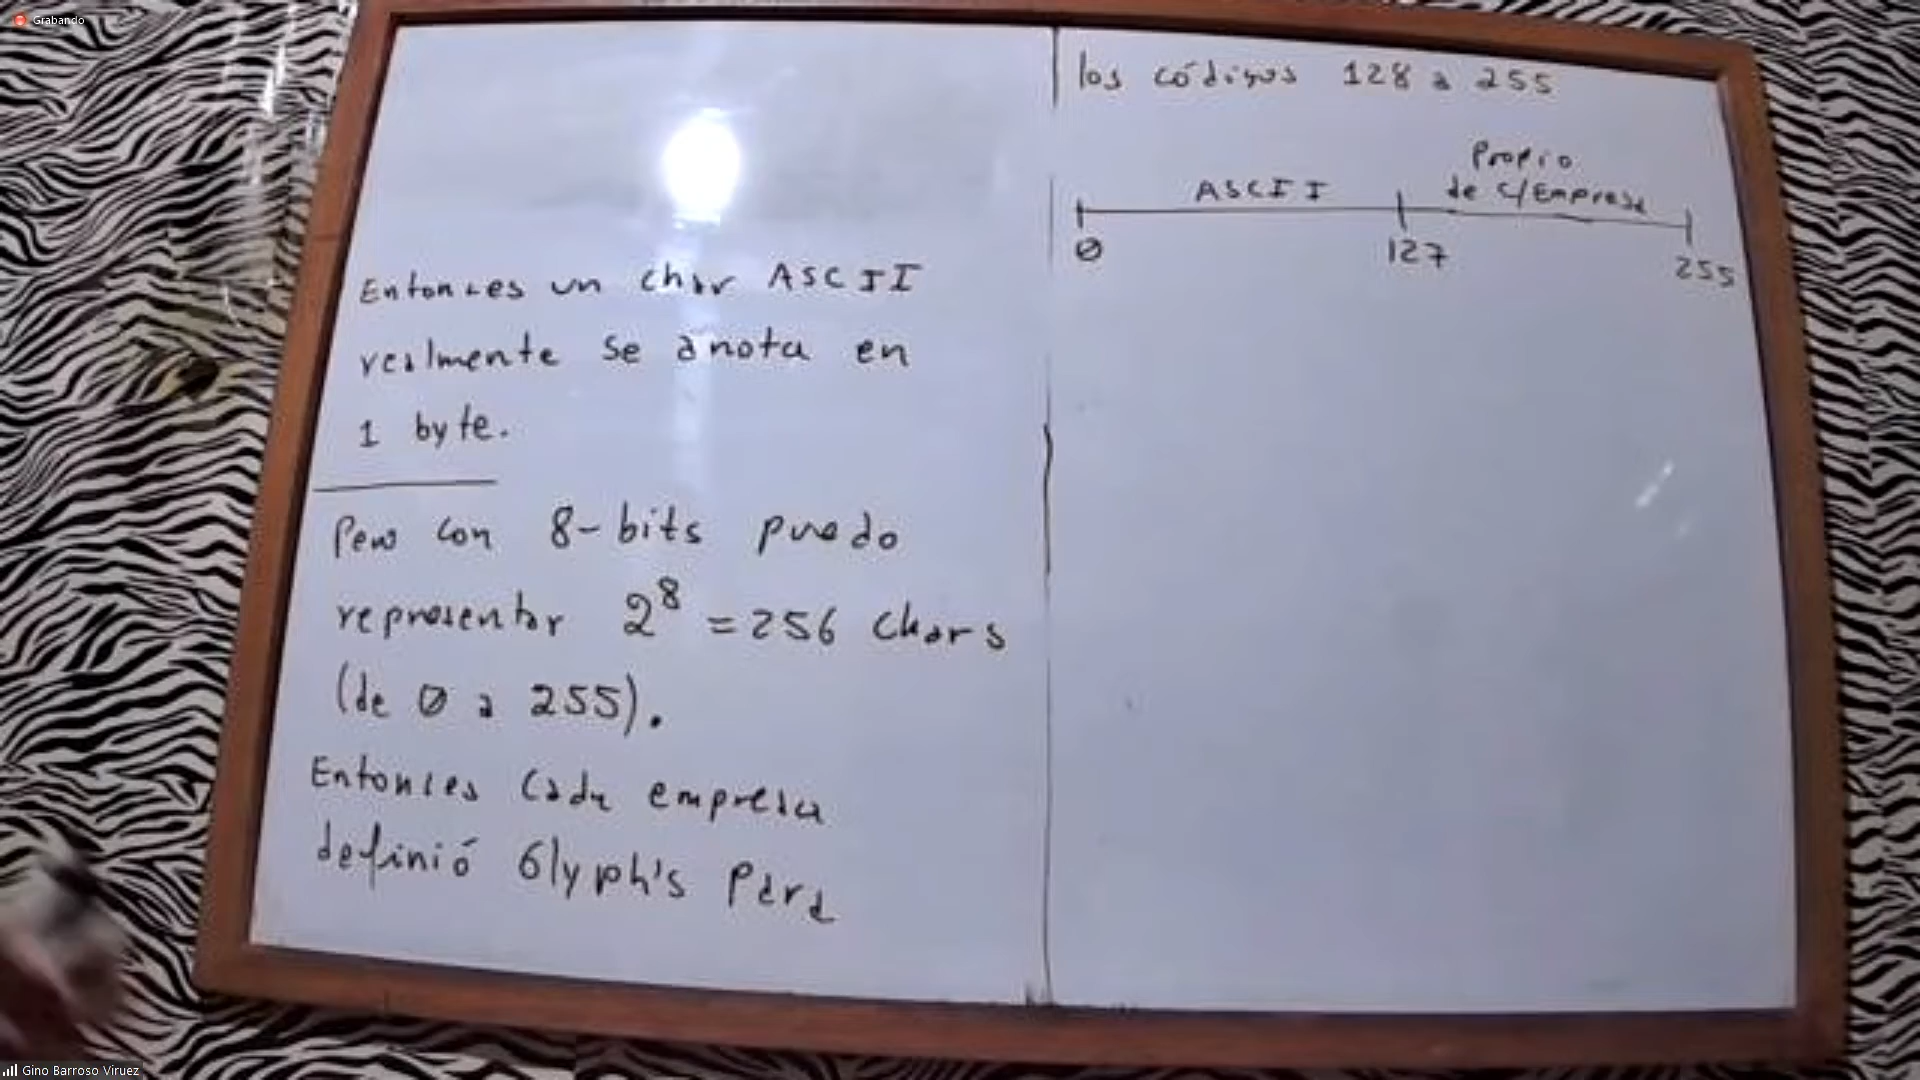 Grabando
Entonces un char ASCII
realmente se anota en
1 byte.
Pero con 8-bits puedo
representar 2⁸ = 256 chars
(de 0 a 255).
Entonces cada empresa
definió Glyph's para
los códigos 128 a 255
Propio
ASCII de c/Empresa
0 127 255
Gino Barroso Viruez